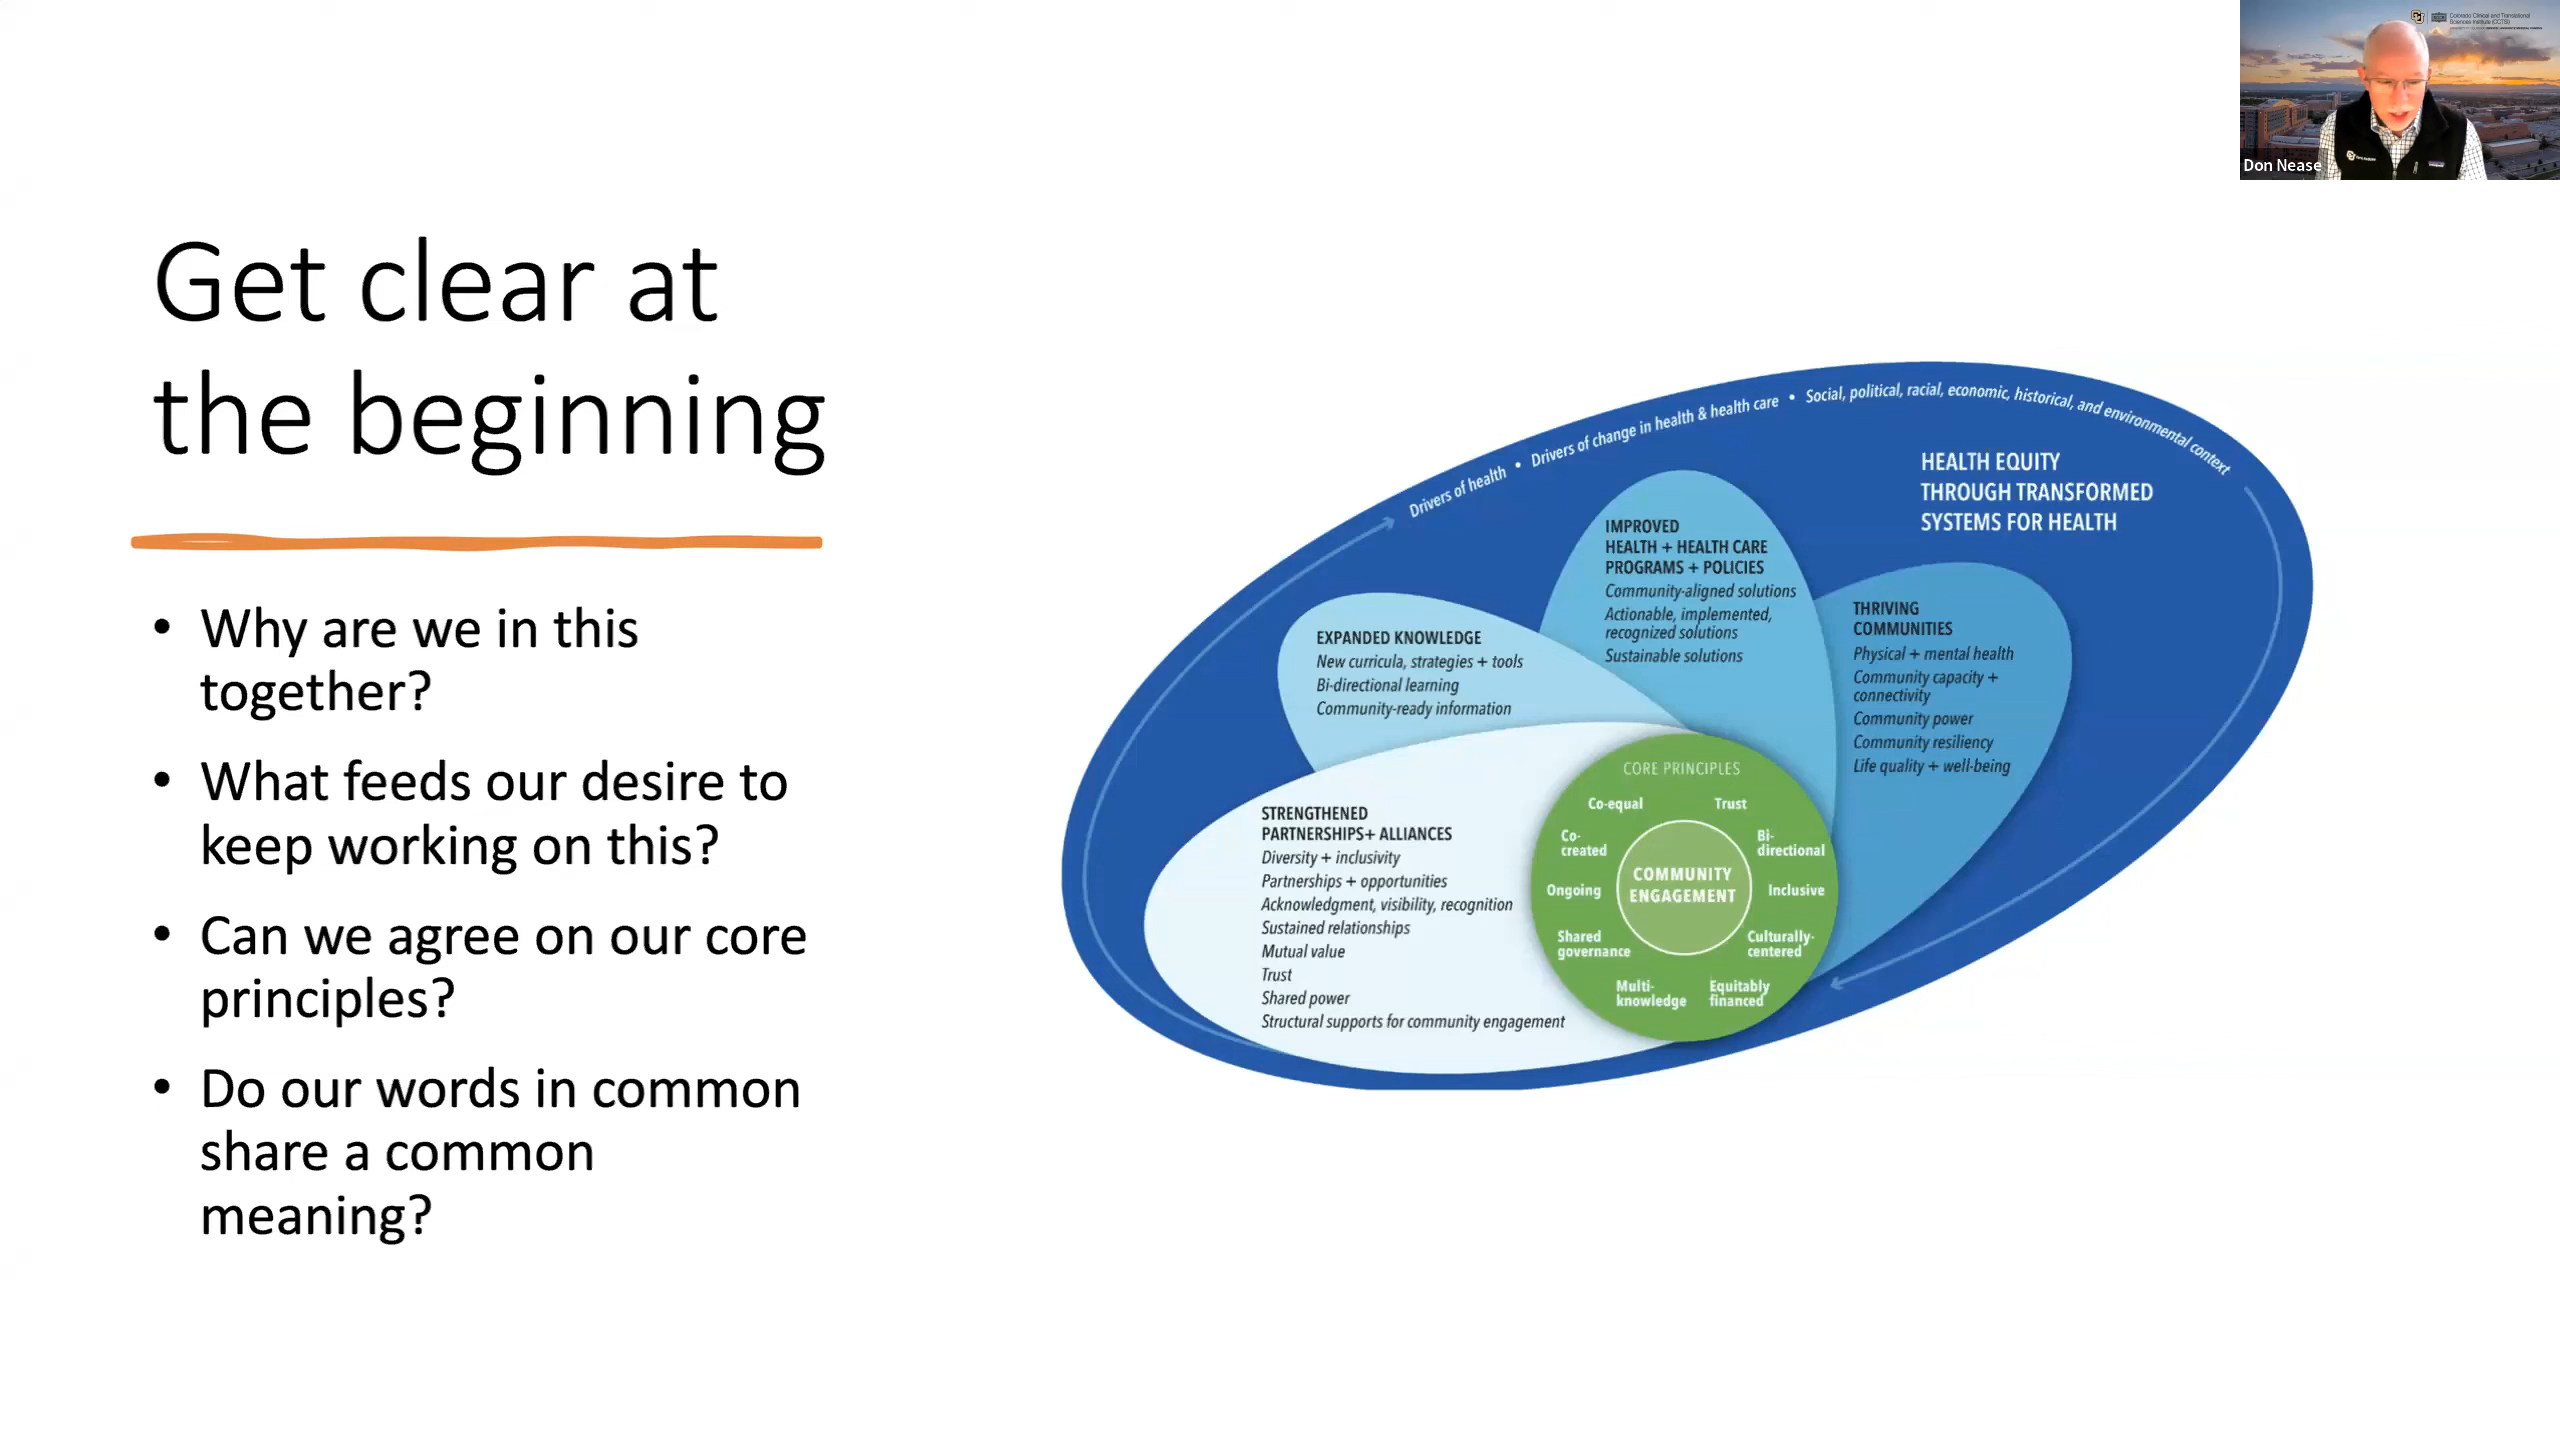 Colorado Clinical and Translational
Sciences Institute (CCTSI)
Don Nease
Get clear at
the beginning
• Why are we in this
together?
• What feeds our desire to
keep working on this?
• Can we agree on our core
principles?
• Do our words in common
share a common
meaning?
Drivers of health • Drivers of change in health & health care • Social, political, racial, economic, historical, and environmental context
HEALTH EQUITY
THROUGH TRANSFORMED
SYSTEMS FOR HEALTH
IMPROVED
HEALTH + HEALTH CARE
PROGRAMS + POLICIES
Community-aligned solutions
Actionable, implemented,
recognized solutions
Sustainable solutions
THRIVING
COMMUNITIES
Physical + mental health
Community capacity +
connectivity
Community power
Community resiliency
Life quality + well-being
EXPANDED KNOWLEDGE
New curricula, strategies + tools
Bi-directional learning
Community-ready information
STRENGTHENED
PARTNERSHIPS+ ALLIANCES
Diversity + inclusivity
Partnerships + opportunities
Acknowledgment, visibility, recognition
Sustained relationships
Mutual value
Trust
Shared power
Structural supports for community engagement
CORE PRINCIPLES
Co-equal
Trust
Co-
created
Bi-
directional
Ongoing
COMMUNITY
ENGAGEMENT
Inclusive
Shared
governance
Culturally-
centered
Multi-
knowledge
Equitably
financed